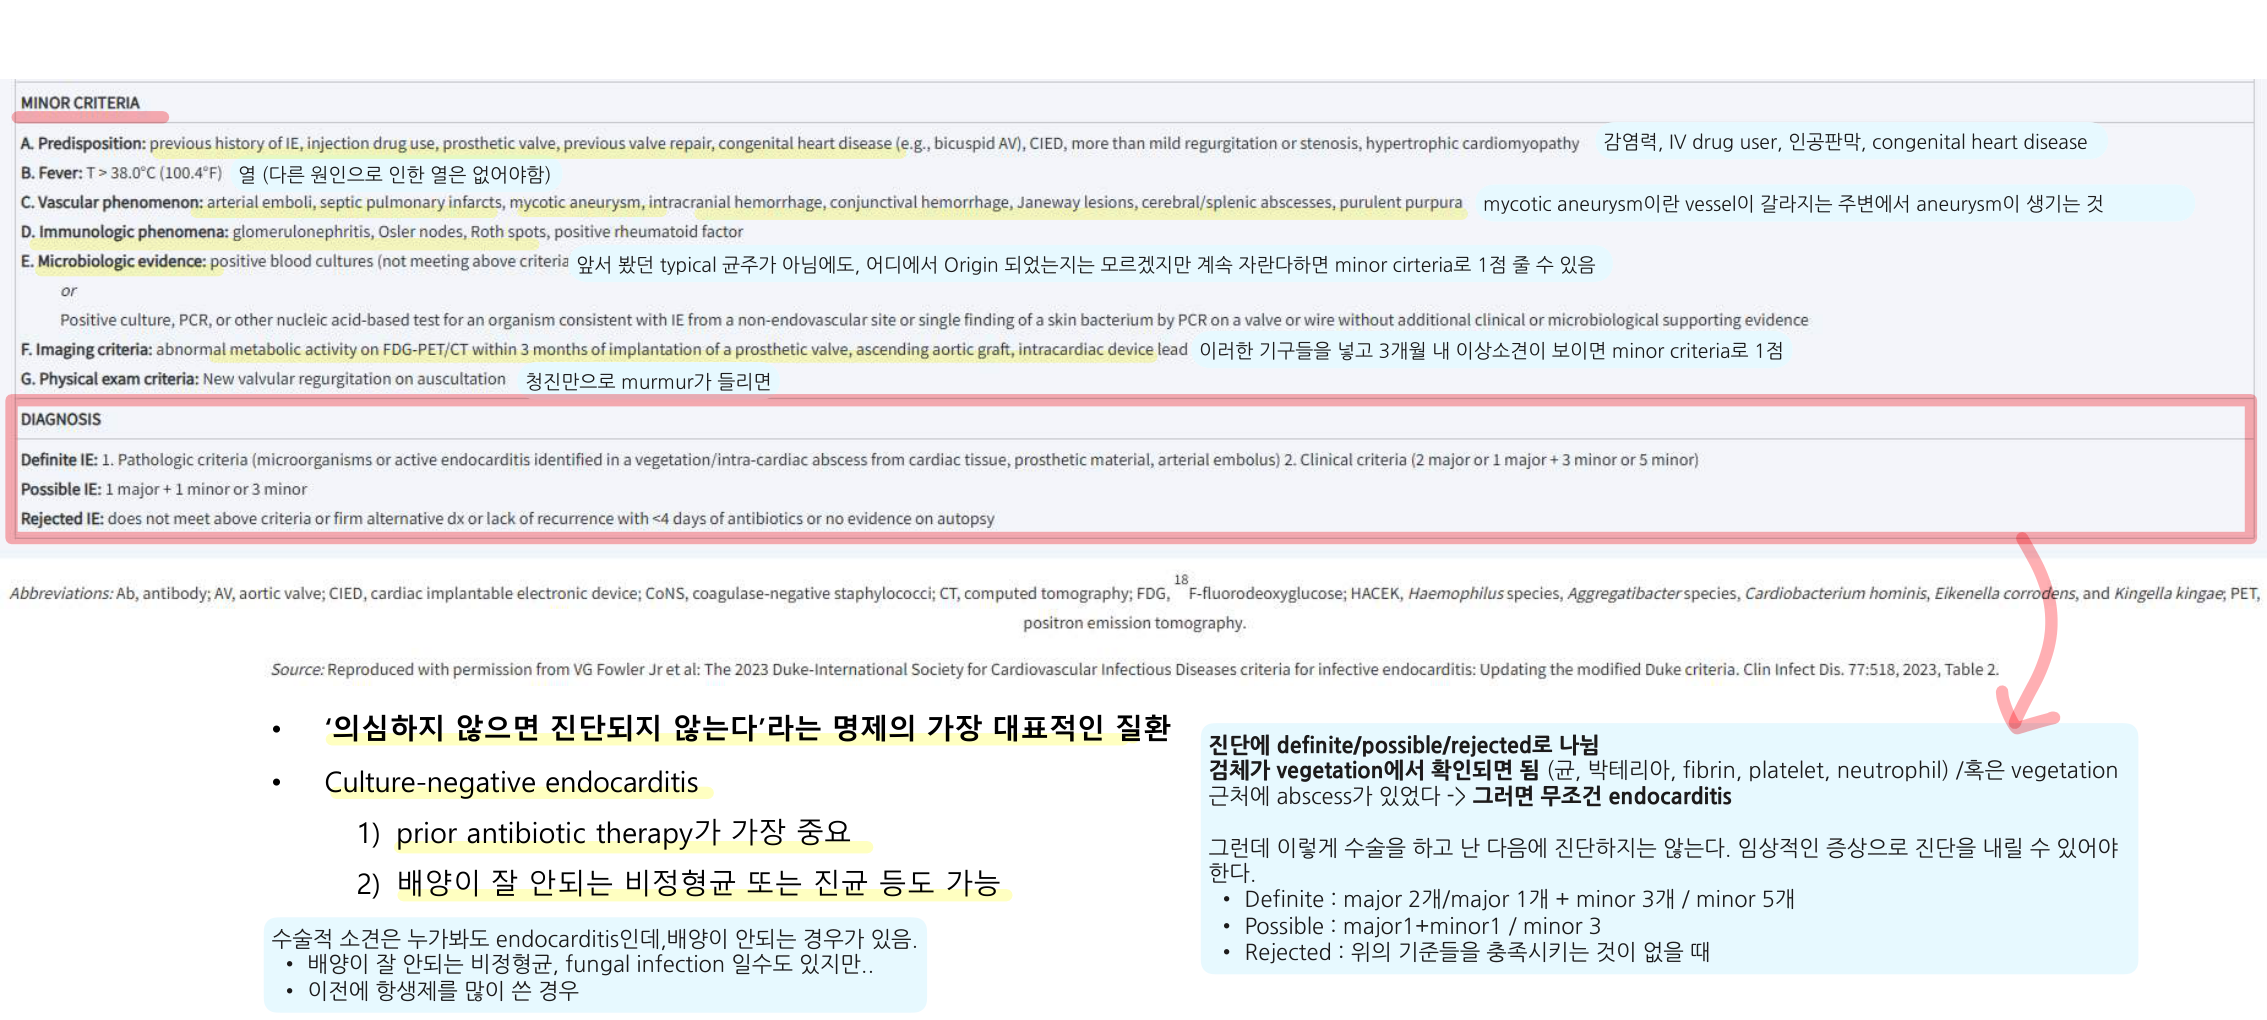 MINOR CRITERIA
A. Predisposition: previous history of IE, injection drug use, prosthetic valve, previous valve repair, congenital heart disease (e.g., bicuspid AV), CIED, more than mild regurgitation or stenosis, hypertrophic cardiomyopathy 감염력, IV drug user, 인공판막, congenital heart disease
B. Fever: T > 38.0°C (100.4°F) 열 (다른 원인으로 인한 열은 없어야함)
C. Vascular phenomenon: arterial emboli, septic pulmonary infarcts, mycotic aneurysm, intracranial hemorrhage, conjunctival hemorrhage, Janeway lesions, cerebral/splenic abscesses, purulent purpura mycotic aneurysm이란 vessel이 갈라지는 주변에서 aneurysm이 생기는 것
D. Immunologic phenomena: glomerulonephritis, Osler nodes, Roth spots, positive rheumatoid factor
E. Microbiologic evidence: positive blood cultures (not meeting above criteria 앞서 봤던 typical 균주가 아님에도, 어디에서 Origin 되었는지는 모르겠지만 계속 자란다하면 minor cirteria로 1점 줄 수 있음
or
Positive culture, PCR, or other nucleic acid-based test for an organism consistent with IE from a non-endovascular site or single finding of a skin bacterium by PCR on a valve or wire without additional clinical or microbiological supporting evidence
F. Imaging criteria: abnormal metabolic activity on FDG-PET/CT within 3 months of implantation of a prosthetic valve, ascending aortic graft, intracardiac device lead 이러한 기구들을 넣고 3개월 내 이상소견이 보이면 minor criteria로 1점
G. Physical exam criteria: New valvular regurgitation on auscultation 청진만으로 murmur가 들리면
DIAGNOSIS
Definite IE: 1. Pathologic criteria (microorganisms or active endocarditis identified in a vegetation/intra-cardiac abscess from cardiac tissue, prosthetic material, arterial embolus) 2. Clinical criteria (2 major or 1 major + 3 minor or 5 minor)
Possible IE: 1 major + 1 minor or 3 minor
Rejected IE: does not meet above criteria or firm alternative dx or lack of recurrence with <4 days of antibiotics or no evidence on autopsy
Abbreviations: Ab, antibody; AV, aortic valve; CIED, cardiac implantable electronic device; CoNS, coagulase-negative staphylococci; CT, computed tomography; FDG, 18F-fluorodeoxyglucose; HACEK, Haemophilus species, Aggregatibacter species, Cardiobacterium hominis, Eikenella corrodens, and Kingella kingae; PET,
positron emission tomography.
Source: Reproduced with permission from VG Fowler Jr et al: The 2023 Duke-International Society for Cardiovascular Infectious Diseases criteria for infective endocarditis: Updating the modified Duke criteria. Clin Infect Dis. 77:518, 2023, Table 2.
• '의심하지 않으면 진단되지 않는다'라는 명제의 가장 대표적인 질환
• Culture-negative endocarditis
1) prior antibiotic therapy가 가장 중요
2) 배양이 잘 안되는 비정형균 또는 진균 등도 가능
수술적 소견은 누가봐도 endocarditis인데,배양이 안되는 경우가 있음.
• 배양이 잘 안되는 비정형균, fungal infection 일수도 있지만..
• 이전에 항생제를 많이 쓴 경우
진단에 definite/possible/rejected로 나뉨
검체가 vegetation에서 확인되면 됨 (균, 박테리아, fibrin, platelet, neutrophil) /혹은 vegetation
근처에 abscess가 있었다 -> 그러면 무조건 endocarditis
그런데 이렇게 수술을 하고 난 다음에 진단하지는 않는다. 임상적인 증상으로 진단을 내릴 수 있어야
한다.
• Definite : major 2개/major 1개 + minor 3개 / minor 5개
• Possible : major1+minor1 / minor 3
• Rejected : 위의 기준들을 충족시키는 것이 없을 때